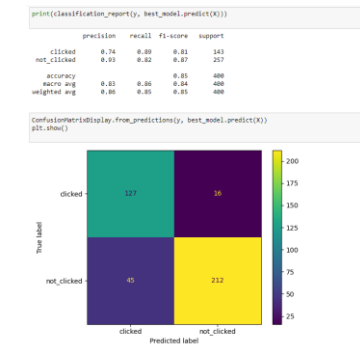 print(classification_report(y, best_model.predict(X)))
precision recall f1-score support
clicked 0.74 0.89 0.81 143
not_clicked 0.93 0.82 0.87 257
accuracy 0.85 400
macro avg 0.83 0.86 0.84 400
weighted avg 0.86 0.85 0.85 400
ConfusionMatrixDisplay.from_predictions(y, best_model.predict(X))
plt.show()
clicked 127 16
not_clicked 45 212
True label
clicked not_clicked
Predicted label
200
175
150
125
100
75
50
25